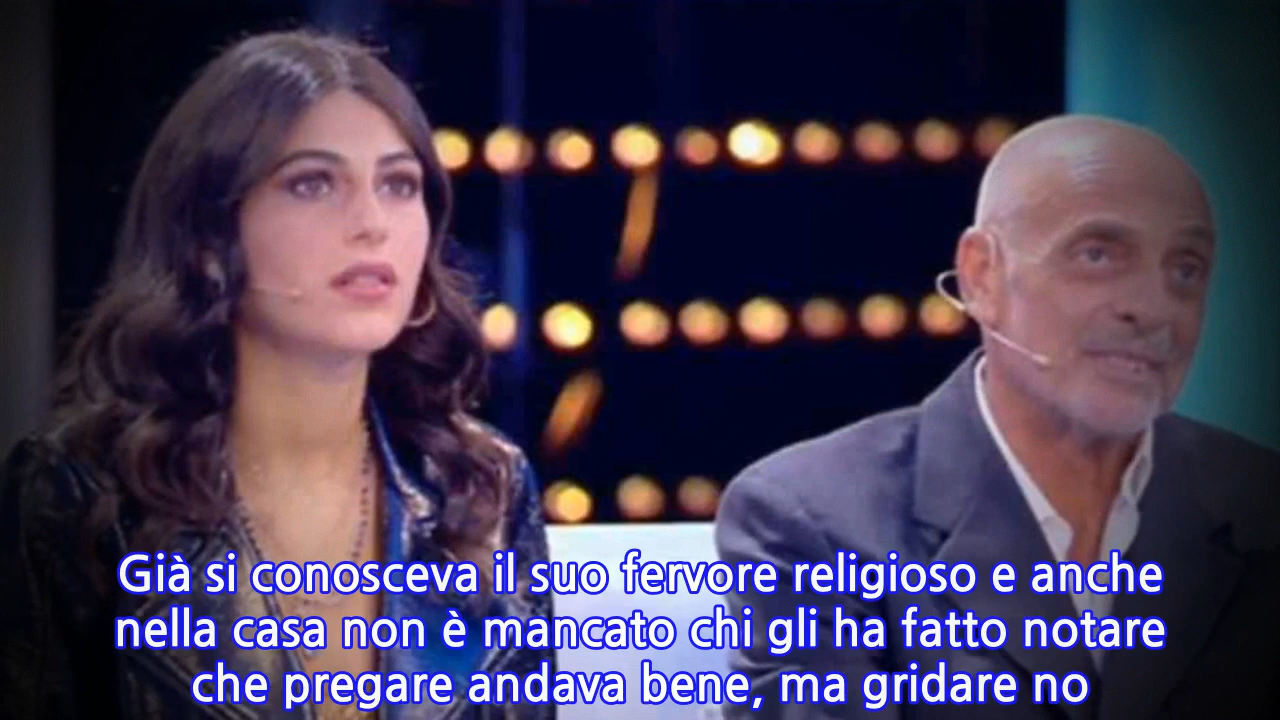 Già si conosceva il suo fervore religioso e anche
nella casa non è mancato chi gli ha fatto notare
che pregare andava bene, ma gridare no